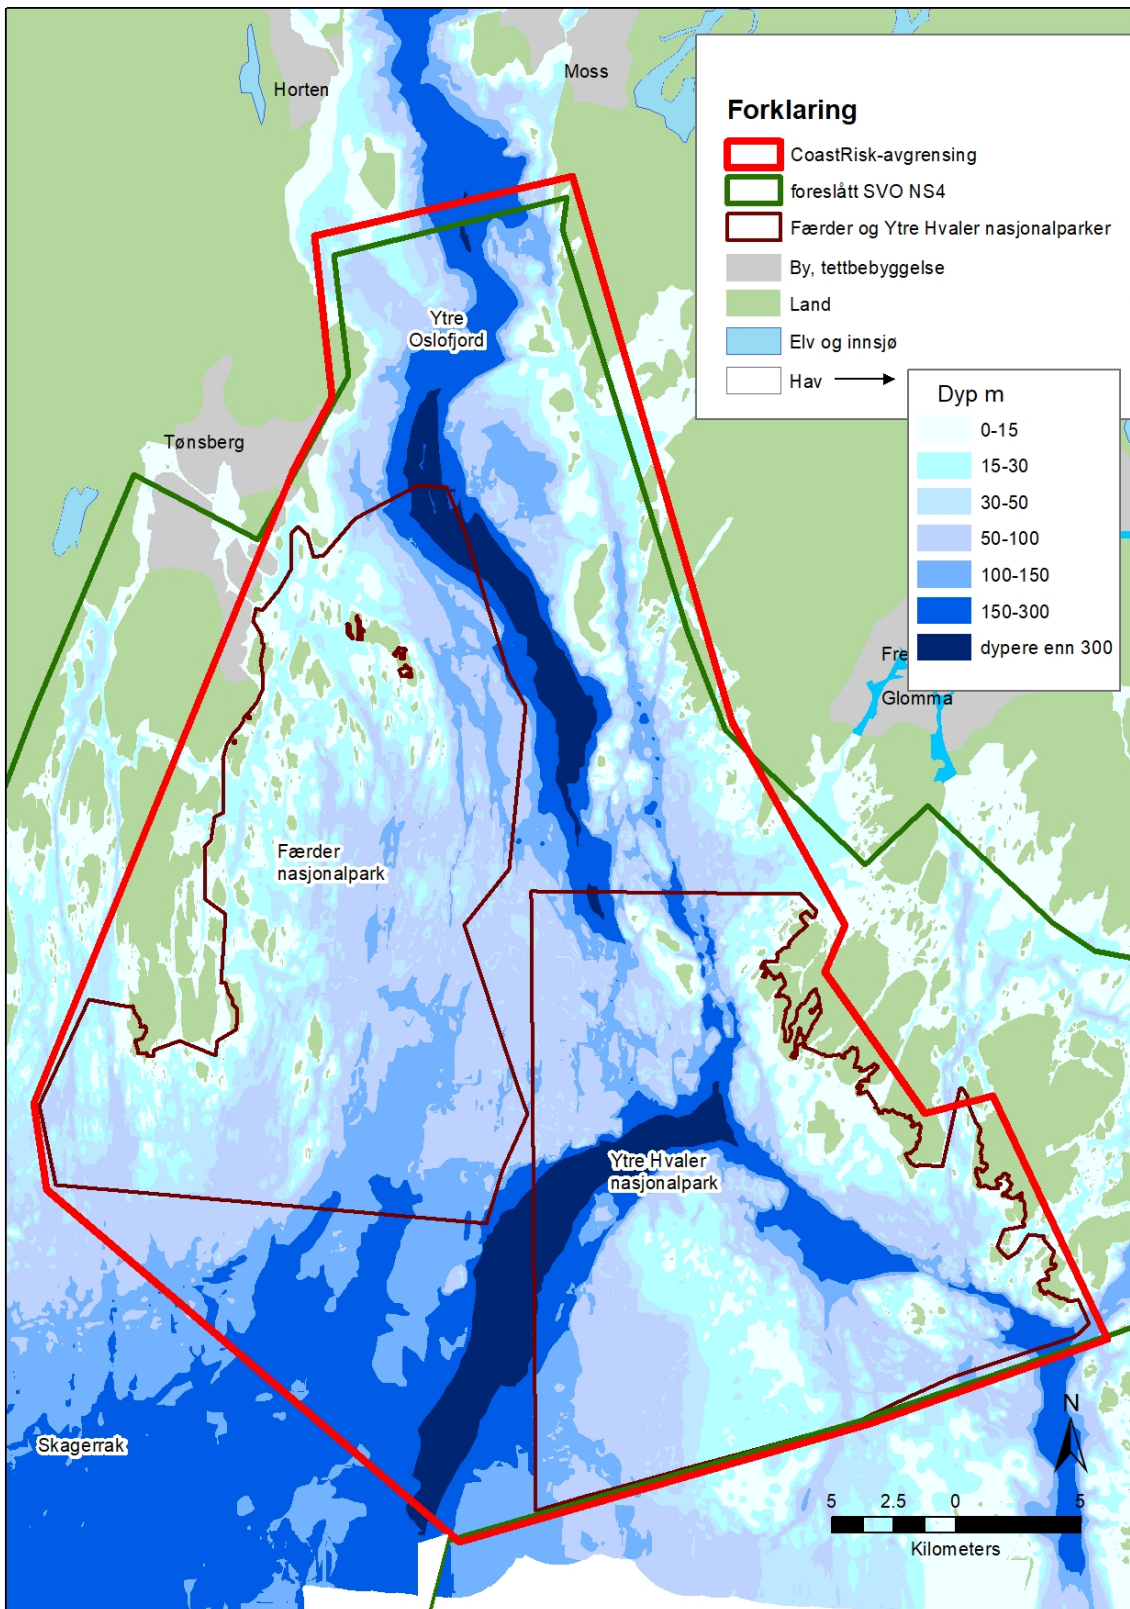 Horten
Moss
Forklaring
CoastRisk-avgrensing
foreslått SVO NS4
Færder og Ytre Hvaler nasjonalparker
By, tettbebyggelse
Land
Elv og innsjø
Hav
Dyp m
0-15
15-30
30-50
50-100
100-150
150-300
dypere enn 300
Ytre
Oslofjord
Tønsberg
Fre
Glomma
Færder
nasjonalpark
Ytre Hvaler
nasjonalpark
Skagerrak
N
5 2.5 0 5
Kilometers